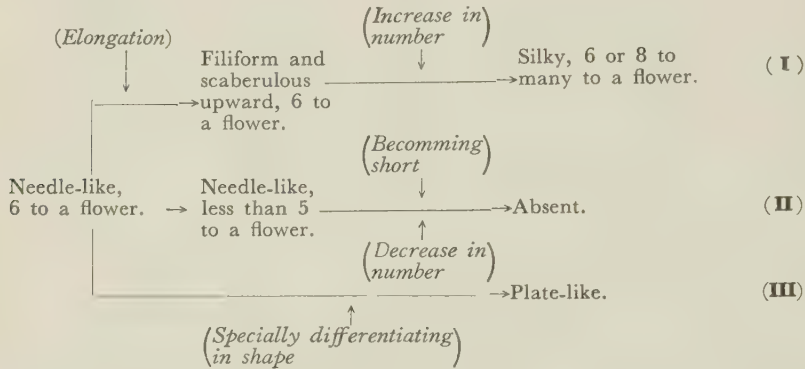 (Increase in
number)
(Elongation)
Filiform and
scaberulous
upward, 6 to
a flower.
Silky, 6 or 8 to
many to a flower.
(I)
(Becomming
short)
Needle-like,
6 to a flower.
Needle-like,
less than 5
to a flower.
Absent.
(II)
(Decrease in
number)
Plate-like.
(III)
(Specially differentiating
in shape)